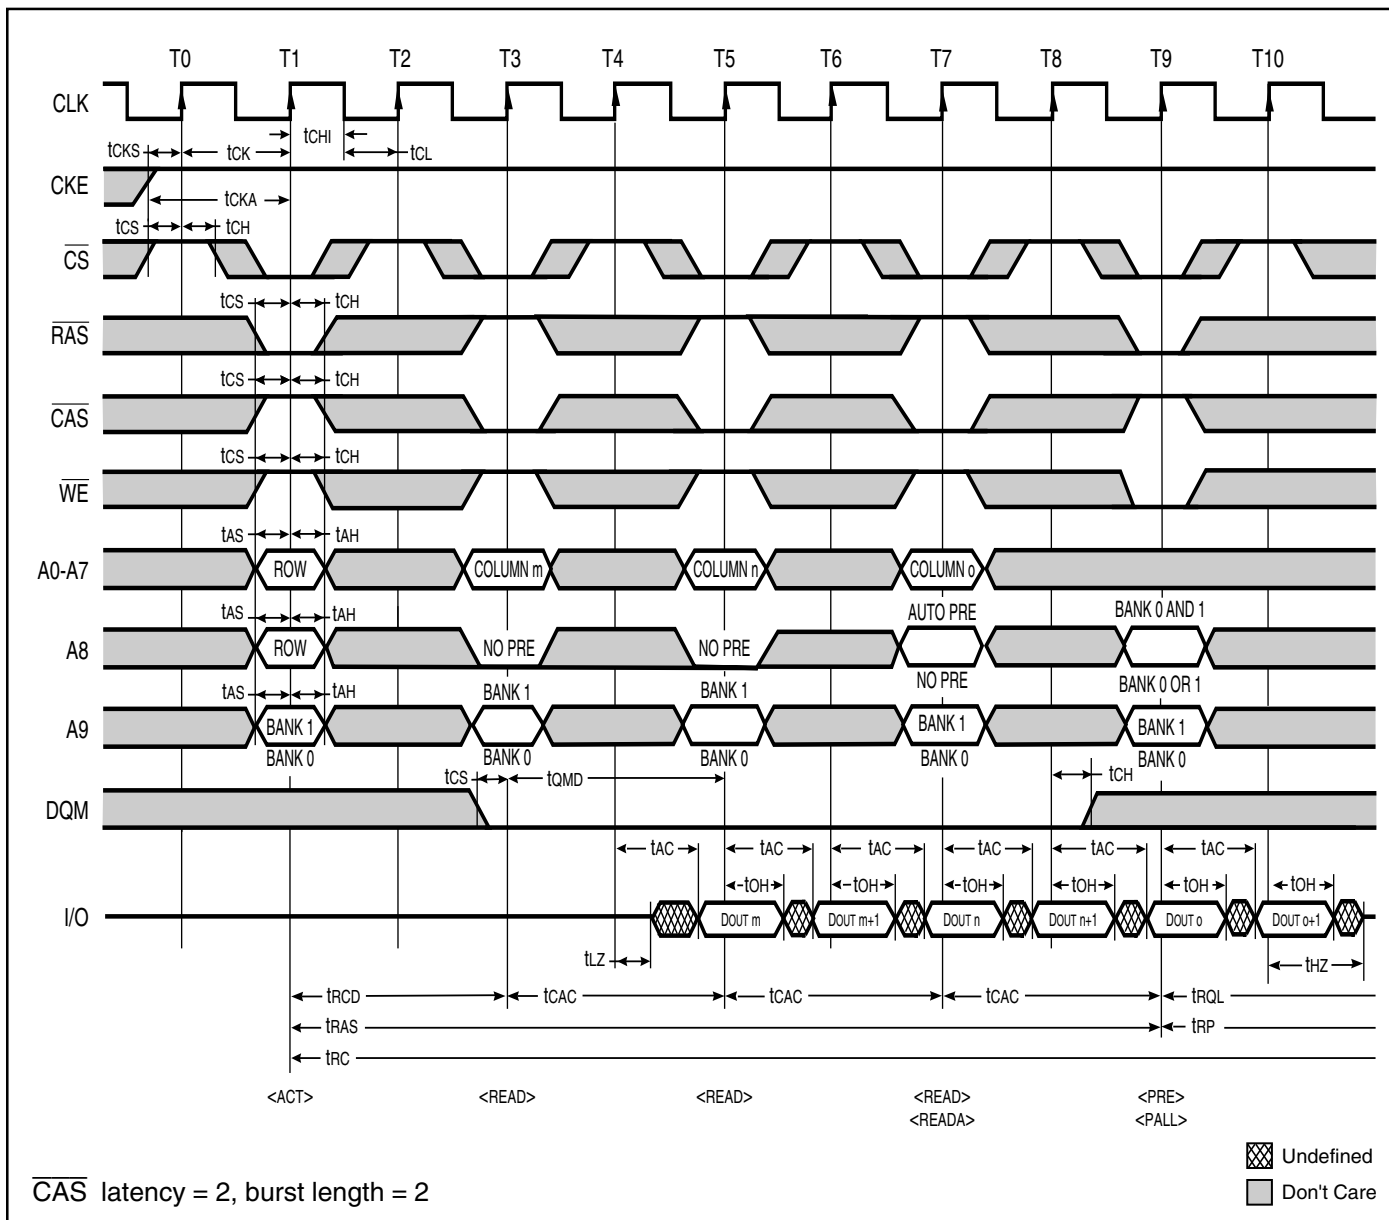 T0 T1 T2 T3 T4 T5 T6 T7 T8 T9 T10
CLK
tCHI
tCKS tCK tCL
CKE
tCKA
tCS tCH
CS
tCS tCH
RAS
tCS tCH
CAS
tCS tCH
WE
tAS tAH
A0-A7 ROW COLUMN m COLUMN n COLUMN o
tAS tAH AUTO PRE BANK 0 AND 1
A8 ROW NO PRE NO PRE
NO PRE BANK 0 OR 1
tAS tAH BANK 1 BANK 1
A9 BANK 1 BANK 1 BANK 1
BANK 0 BANK 0 BANK 0 BANK 0 BANK 0
tCS tQMD tCH
DQM
tAC tAC tAC tAC tAC tAC
tOH tOH tOH tOH tOH tOH
I/O DOUT m DOUT m+1 DOUT n DOUT n+1 DOUT o DOUT o+1
tLZ tHZ
tRCD tCAC tCAC tCAC tRQL
tRAS tRP
tRC
<ACT> <READ> <READ> <READ> <PRE>
<READA> <PALL>
Undefined
CAS latency = 2, burst length = 2 Don't Care